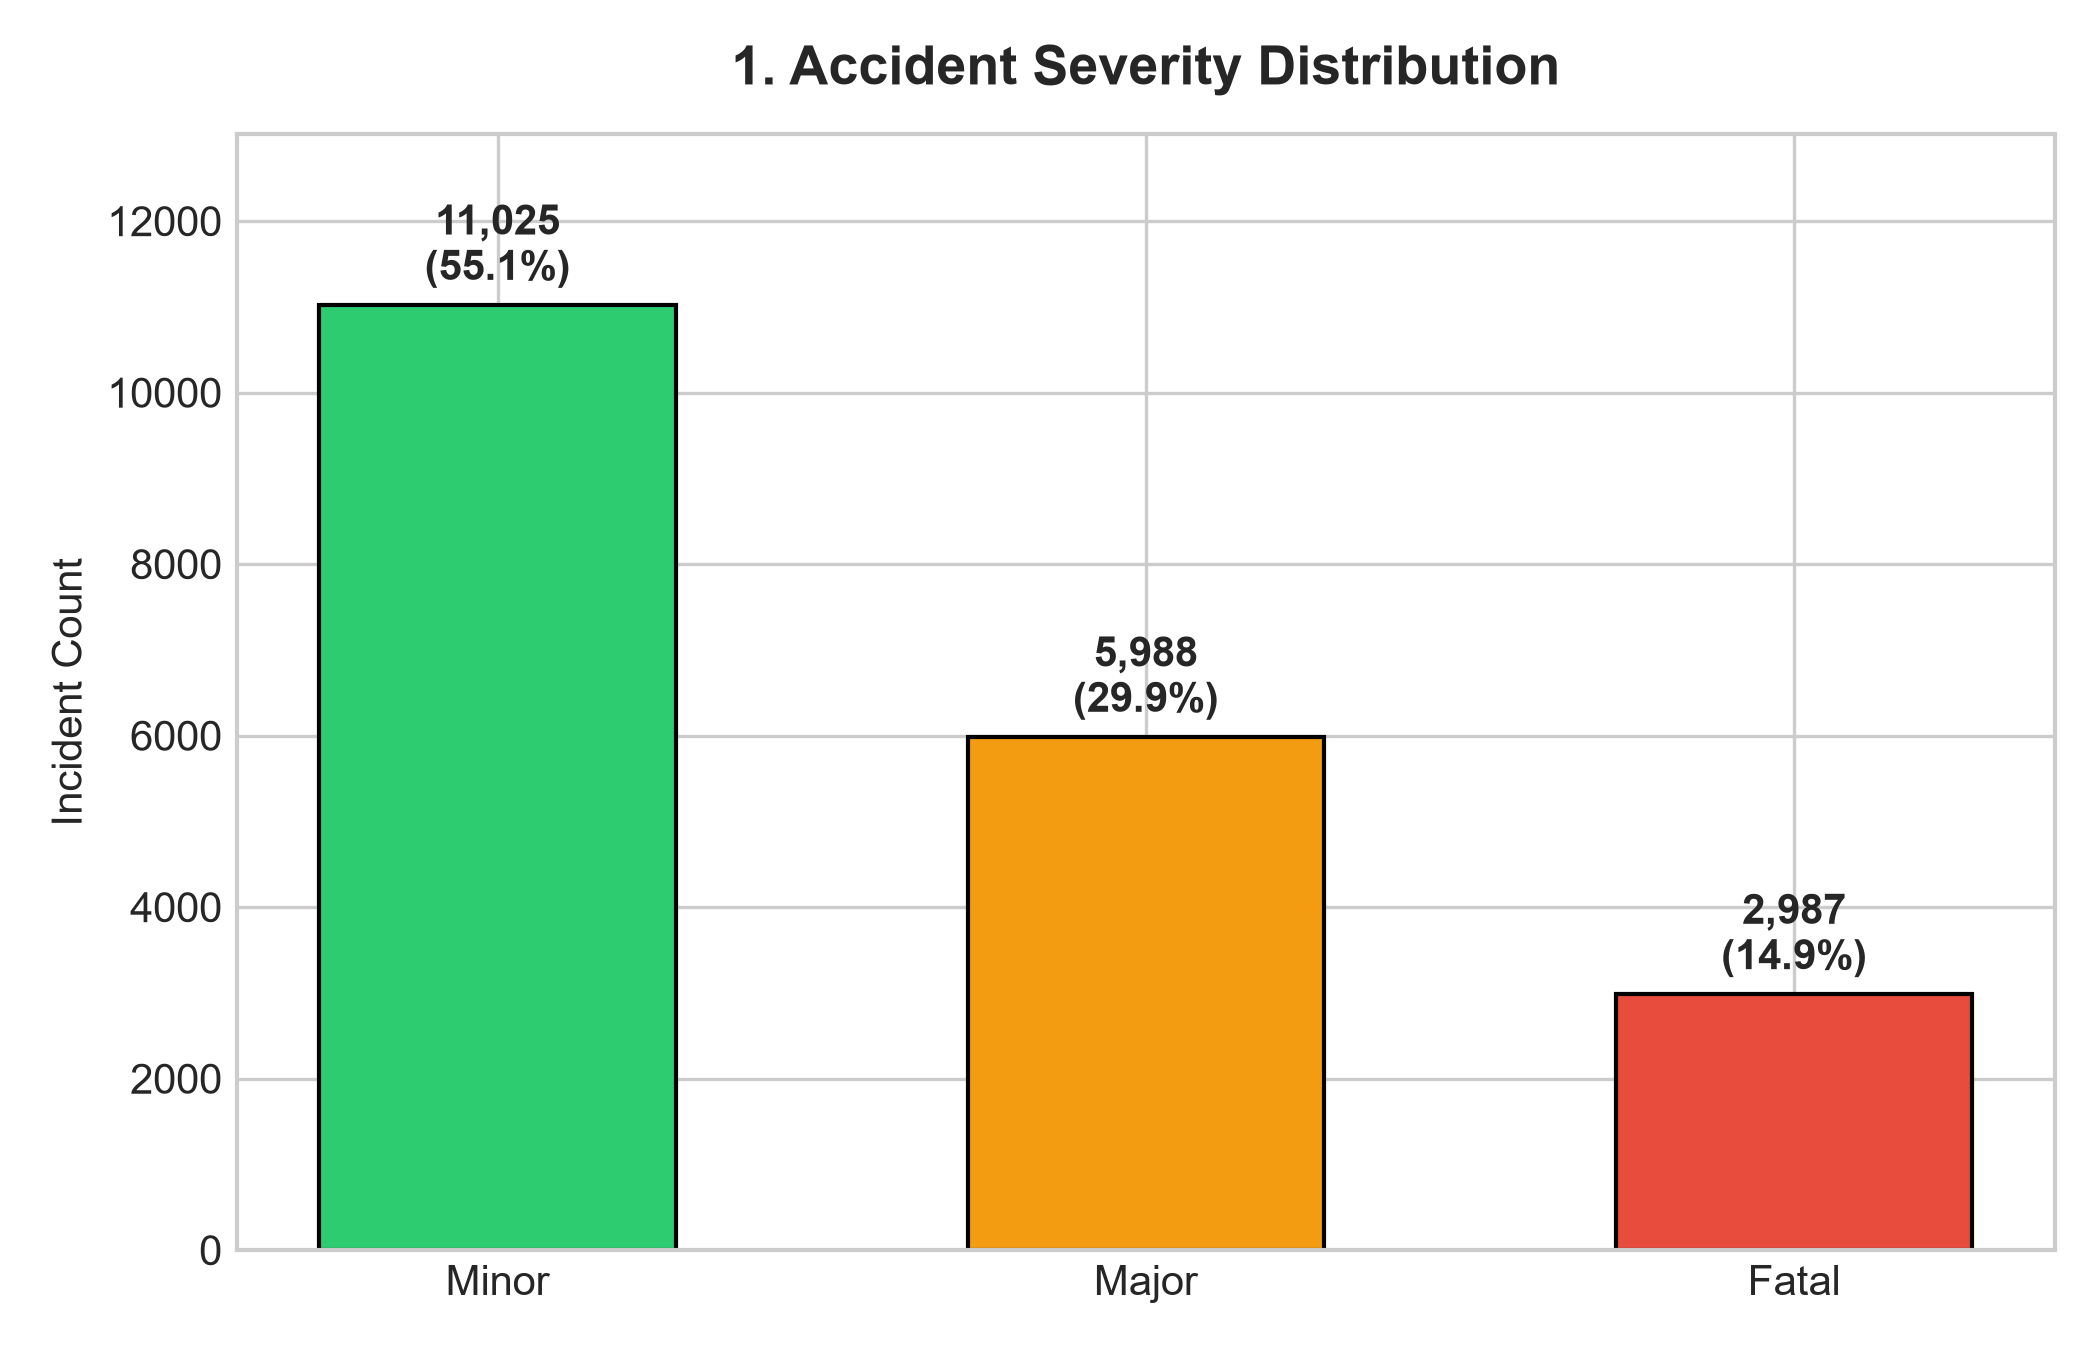 1. Accident Severity Distribution
Incident Count
12000
10000
8000
6000
4000
2000
0
11,025
(55.1%)
5,988
(29.9%)
2,987
(14.9%)
Minor
Major
Fatal